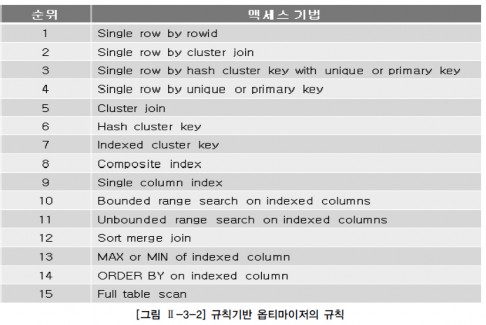 순위 액세스 기법
1 Single row by rowid
2 Single row by cluster join
3 Single row by hash cluster key with unique or primary key
4 Single row by unique or primary key
5 Cluster join
6 Hash cluster key
7 Indexed cluster key
8 Composite index
9 Single column index
10 Bounded range search on indexed columns
11 Unbounded range search on indexed columns
12 Sort merge join
13 MAX or MIN of indexed column
14 ORDER BY on indexed column
15 Full table scan
[그림 Ⅱ-3-2] 규칙기반 옵티마이저의 규칙